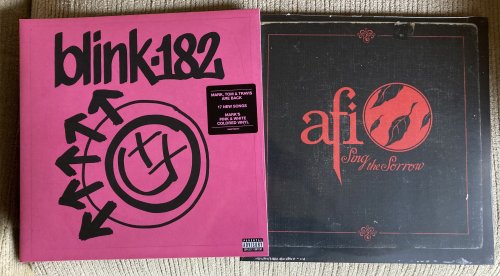 blink-182
MARK, TOM & TRAVIS
ARE BACK
17 NEW SONGS
MARK'S
PINK & WHITE
COLORED VINYL
PARENTAL
ADVISORY
EXPLICIT CONTENT
afi
Sing
the Sorrow